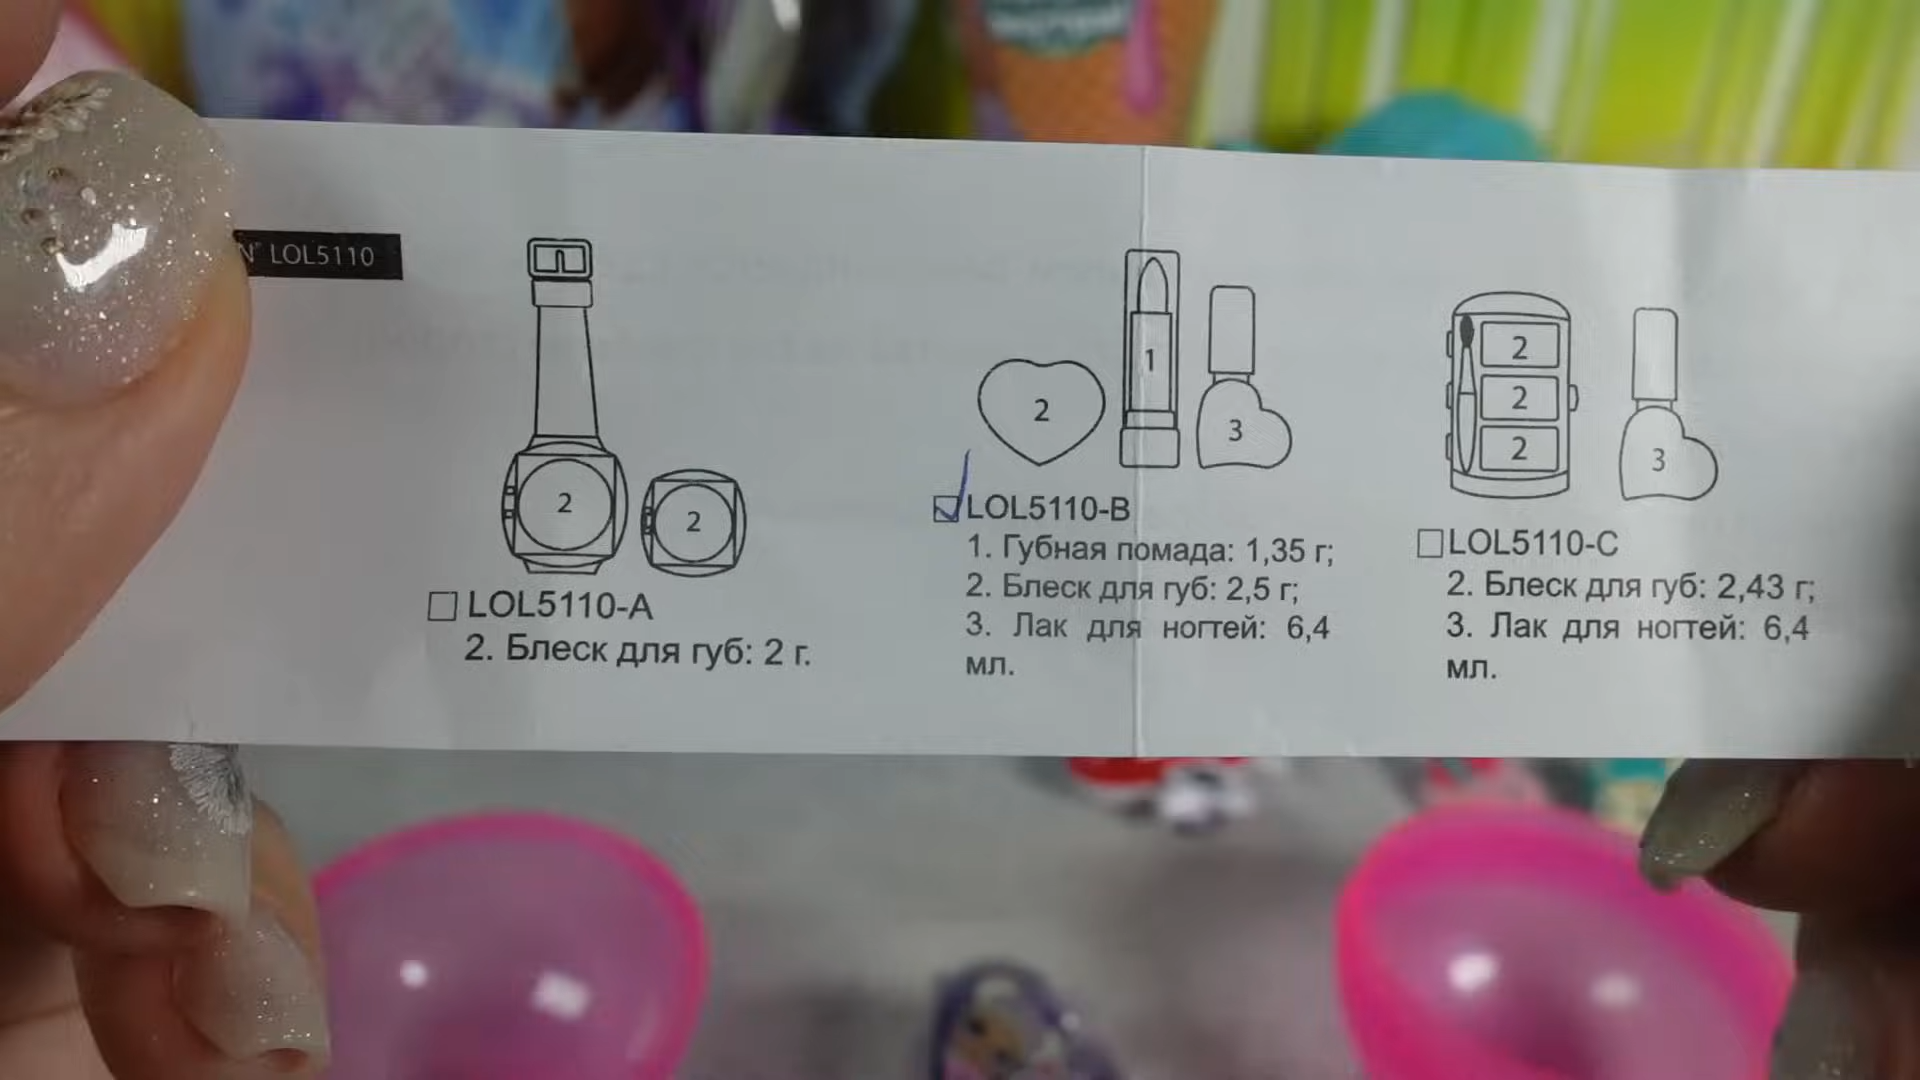 N° LOL5110
2
2
LOL5110-A
2. Блеск для губ: 2 г.
2
1
3
LOL5110-B
1. Губная помада: 1,35 г;
2. Блеск для губ: 2,5 г;
3. Лак для ногтей: 6,4
мл.
2
2
2
3
LOL5110-C
2. Блеск для губ: 2,43 г;
3. Лак для ногтей: 6,4
мл.